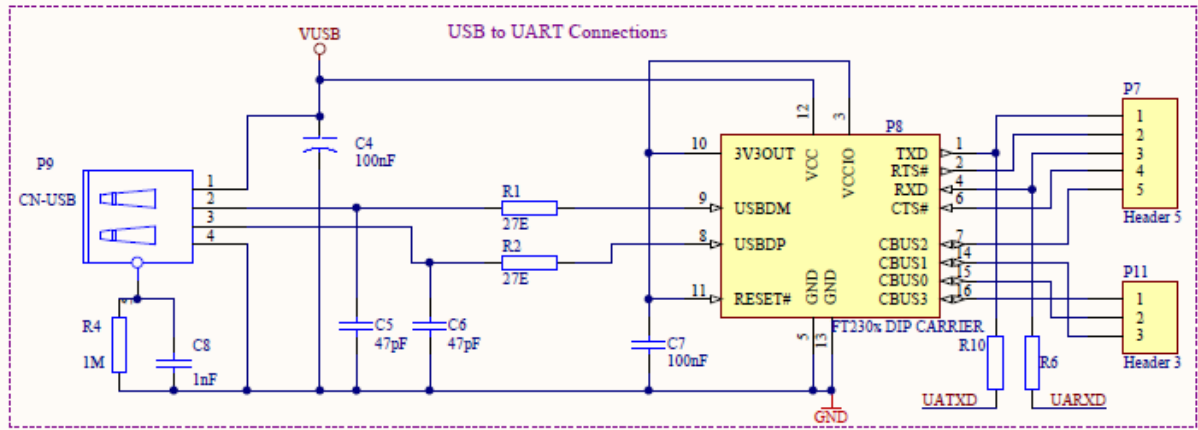 USB to UART Connections
VUSB
P9
CN-USB
1
2
3
4
C4
100nF
R1
27E
R2
27E
C5
47pF
C6
47pF
R4
1M
C8
1nF
C7
100nF
P8
12
3
VCC
VCCIO
10 3V3OUT
9 USBDM
8 USBDP
11 RESET#
GND
GND
5
13
TXD 1
RTS# 2
RXD 4
CTS# 6
CBUS2 7
CBUS1 14
CBUS0 15
CBUS3 16
FT230x DIP CARRIER
P7
1
2
3
4
5
Header 5
P11
1
2
3
Header 3
R10
R6
UATXD
UARXD
GND